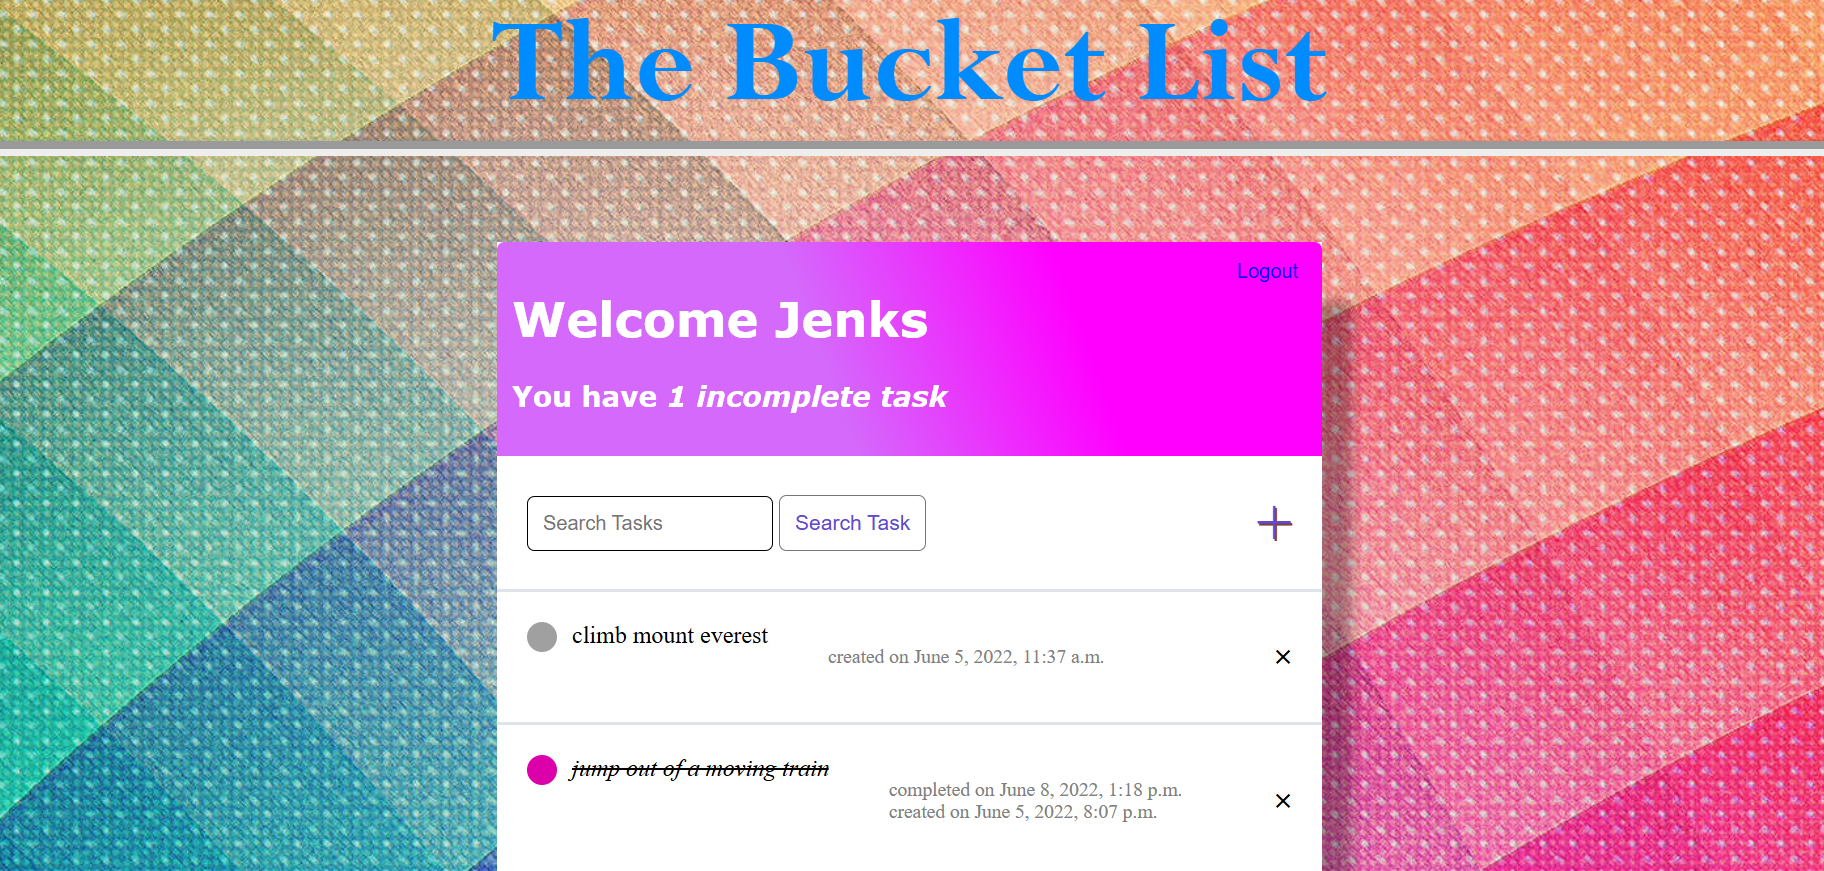 The Bucket List
Logout
Welcome Jenks
You have 1 incomplete task
Search Tasks
Search Task
climb mount everest
created on June 5, 2022, 11:37 a.m.
jump out of a moving train
completed on June 8, 2022, 1:18 p.m.
created on June 5, 2022, 8:07 p.m.